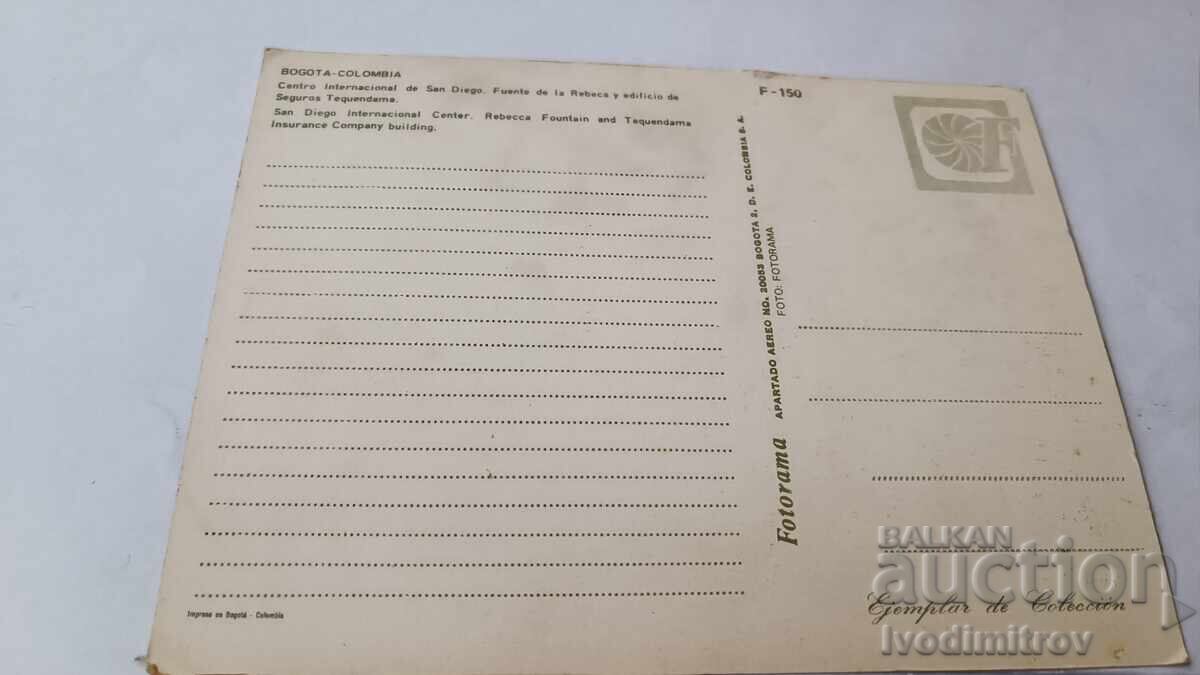 BOGOTA-COLOMBIA
Centro Internacional de San Diego. Fuente de la Rebeca y edificio de
Seguros Tequendama.
San Diego Internacional Center. Rebecca Fountain and Tequendama
Insurance Company building.
F-150
F
Fotorama APARTADO AEREO NO. 20053 BOGOTA 2, D. E. COLOMBIA S. A.
FOTO: FOTORAMA
Impreso en Bogotá - Colombia
Ejemplar de Colección
BALKAN
auction
Ivodimitrov